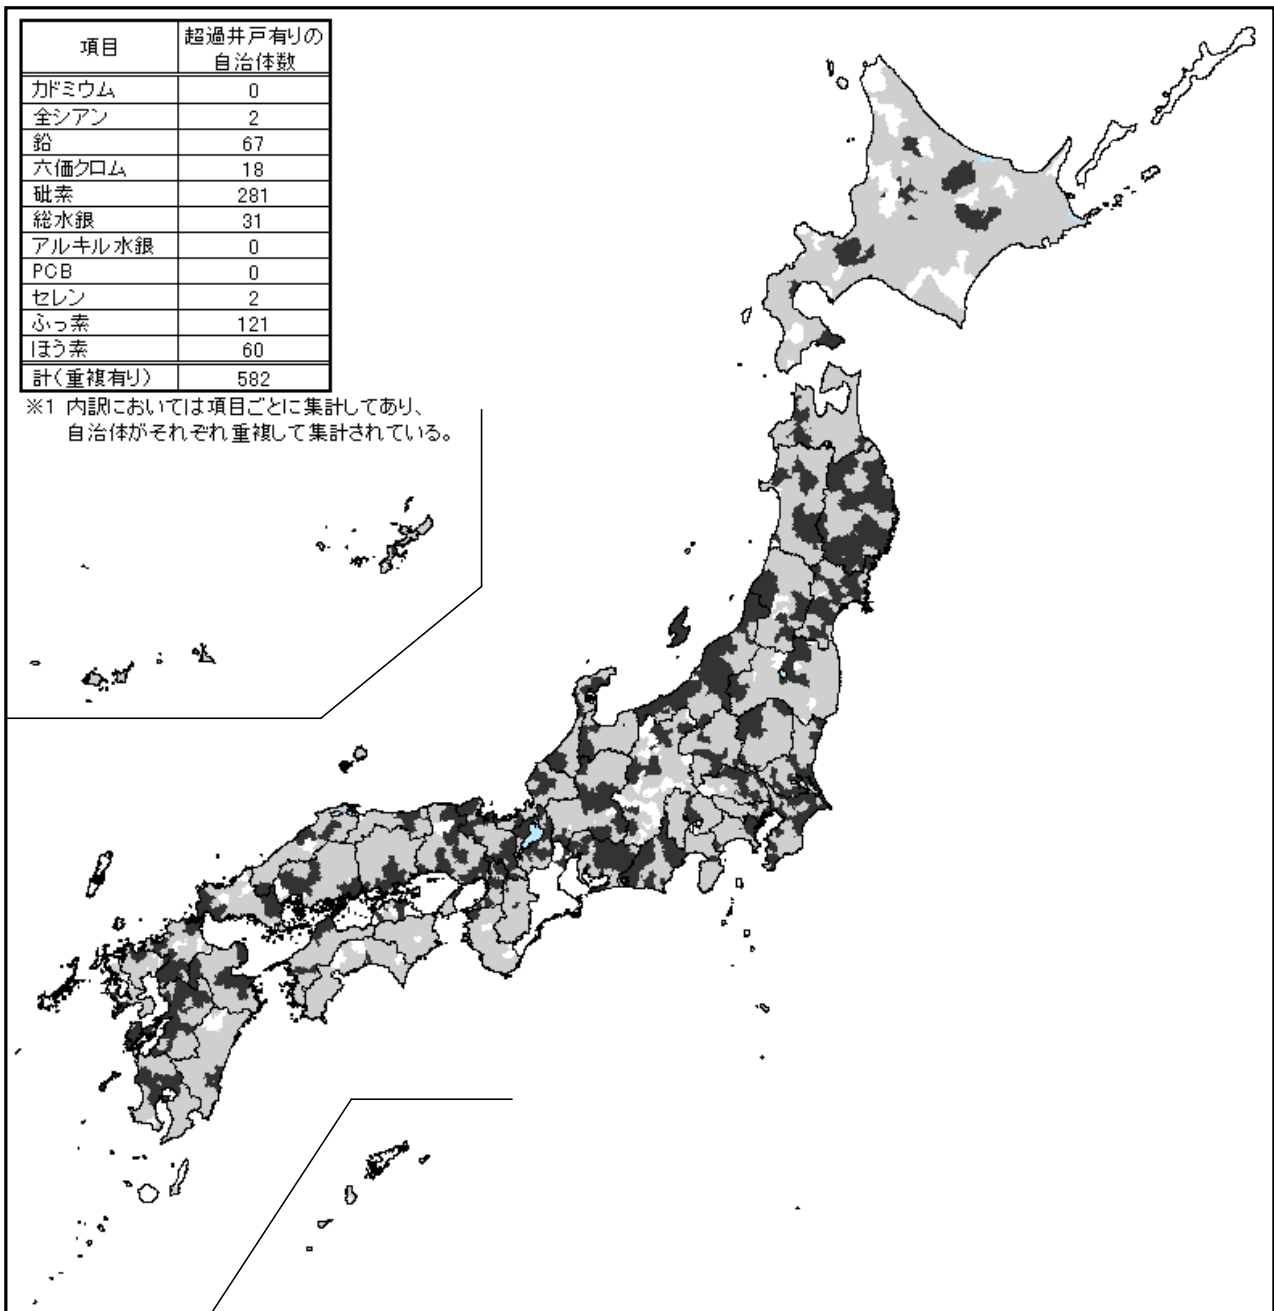 項目 超過井戸有りの
自治体数
カドミウム 0
全シアン 2
鉛 67
六価クロム 18
砒素 281
総水銀 31
アルキル水銀 0
PCB 0
セレン 2
ふっ素 121
ほう素 60
計(重複有り) 582
※1 内訳においては項目ごとに集計してあり、
自治体がそれぞれ重複して集計されている。